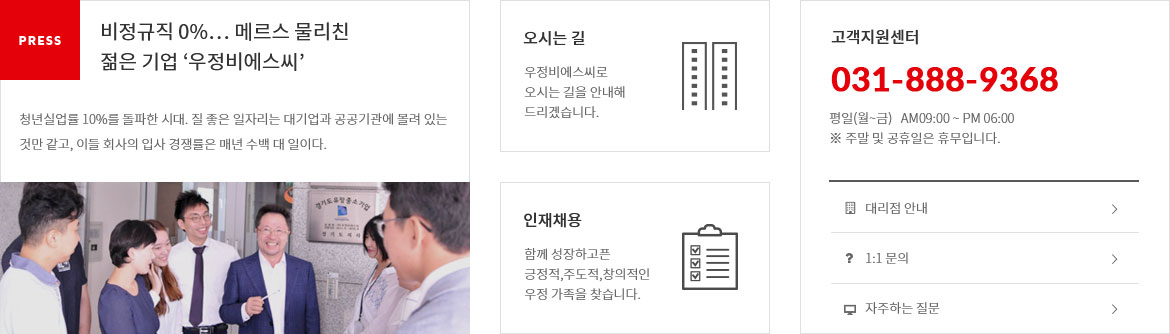 PRESS
비정규직 0%… 메르스 물리친
젊은 기업 ‘우정비에스씨’
청년실업률 10%를 돌파한 시대. 질 좋은 일자리는 대기업과 공공기관에 몰려 있는
것만 같고, 이들 회사의 입사 경쟁률은 매년 수백 대 일이다.
경기도유망중소기업
오시는 길
우정비에스씨로
오시는 길을 안내해
드리겠습니다.
인재채용
함께 성장하고픈
긍정적,주도적,창의적인
우정 가족을 찾습니다.
고객지원센터
031-888-9368
평일(월~금) AM09:00 ~ PM 06:00
※ 주말 및 공휴일은 휴무입니다.
대리점 안내
1:1 문의
자주하는 질문